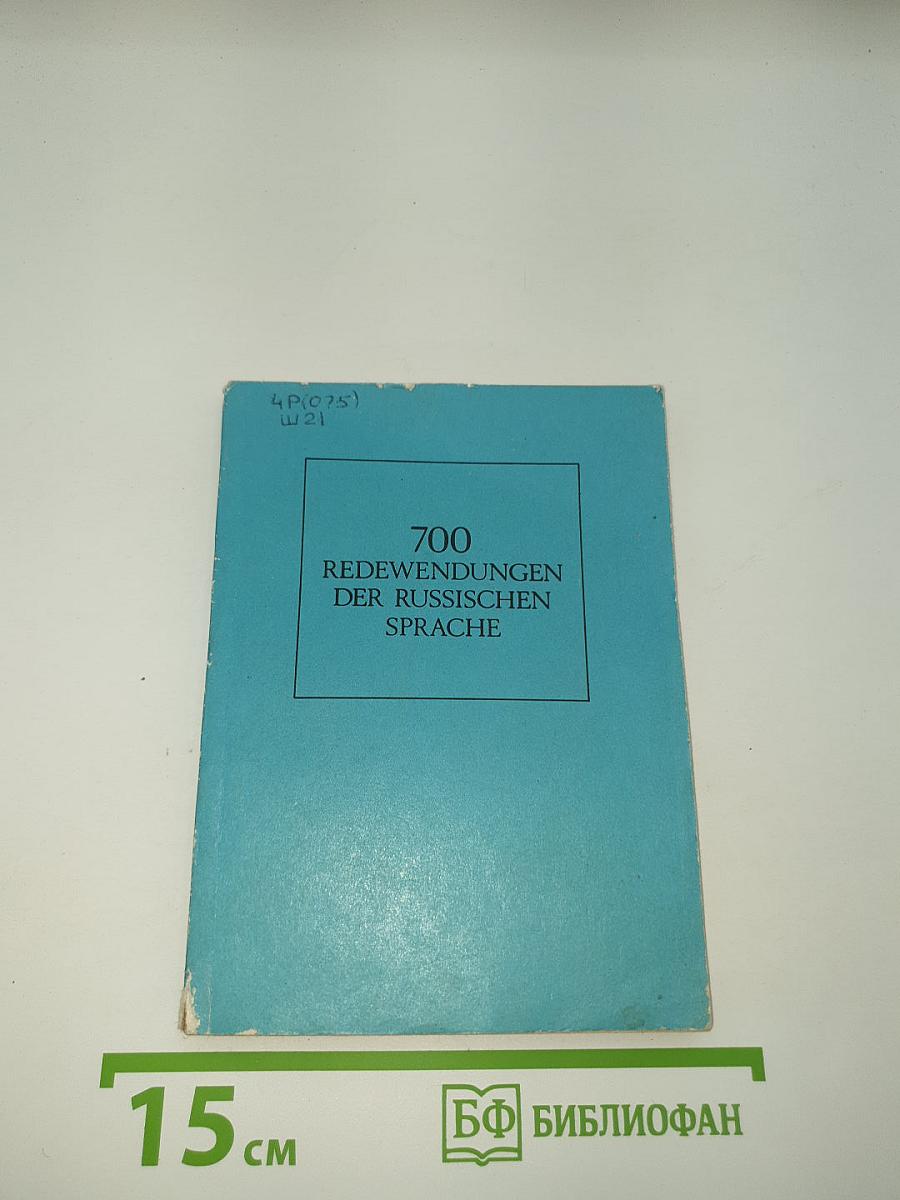 4Р(075)
Ш21
700
REDEWENDUNGEN
DER RUSSISCHEN
SPRACHE
15 см
БФ БИБЛИОФАН